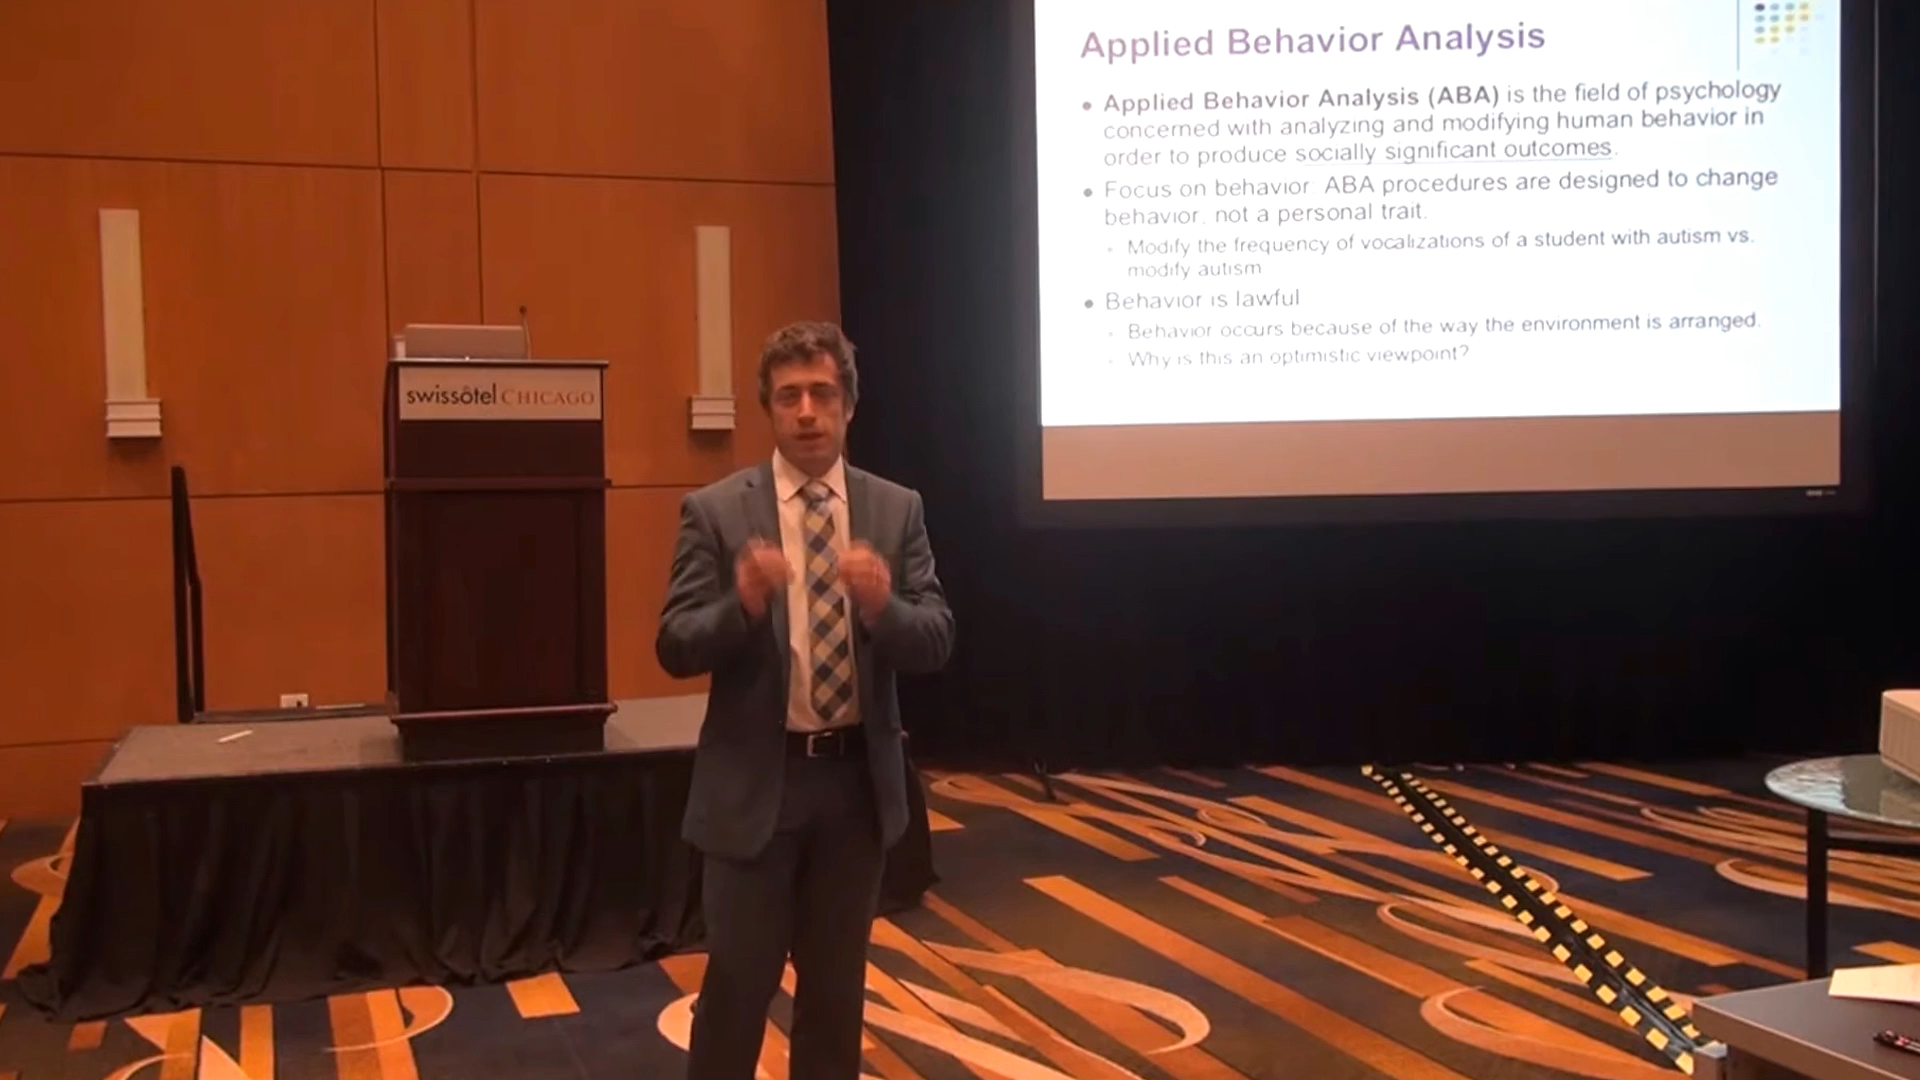 Applied Behavior Analysis
Applied Behavior Analysis (ABA) is the field of psychology
concerned with analyzing and modifying human behavior in
order to produce socially significant outcomes.
Focus on behavior ABA procedures are designed to change
behavior, not a personal trait.
Modify the frequency of vocalizations of a student with autism vs.
modify autism
Behavior is lawful
Behavior occurs because of the way the environment is arranged.
Why is this an optimistic viewpoint?
swissôtel CHICAGO